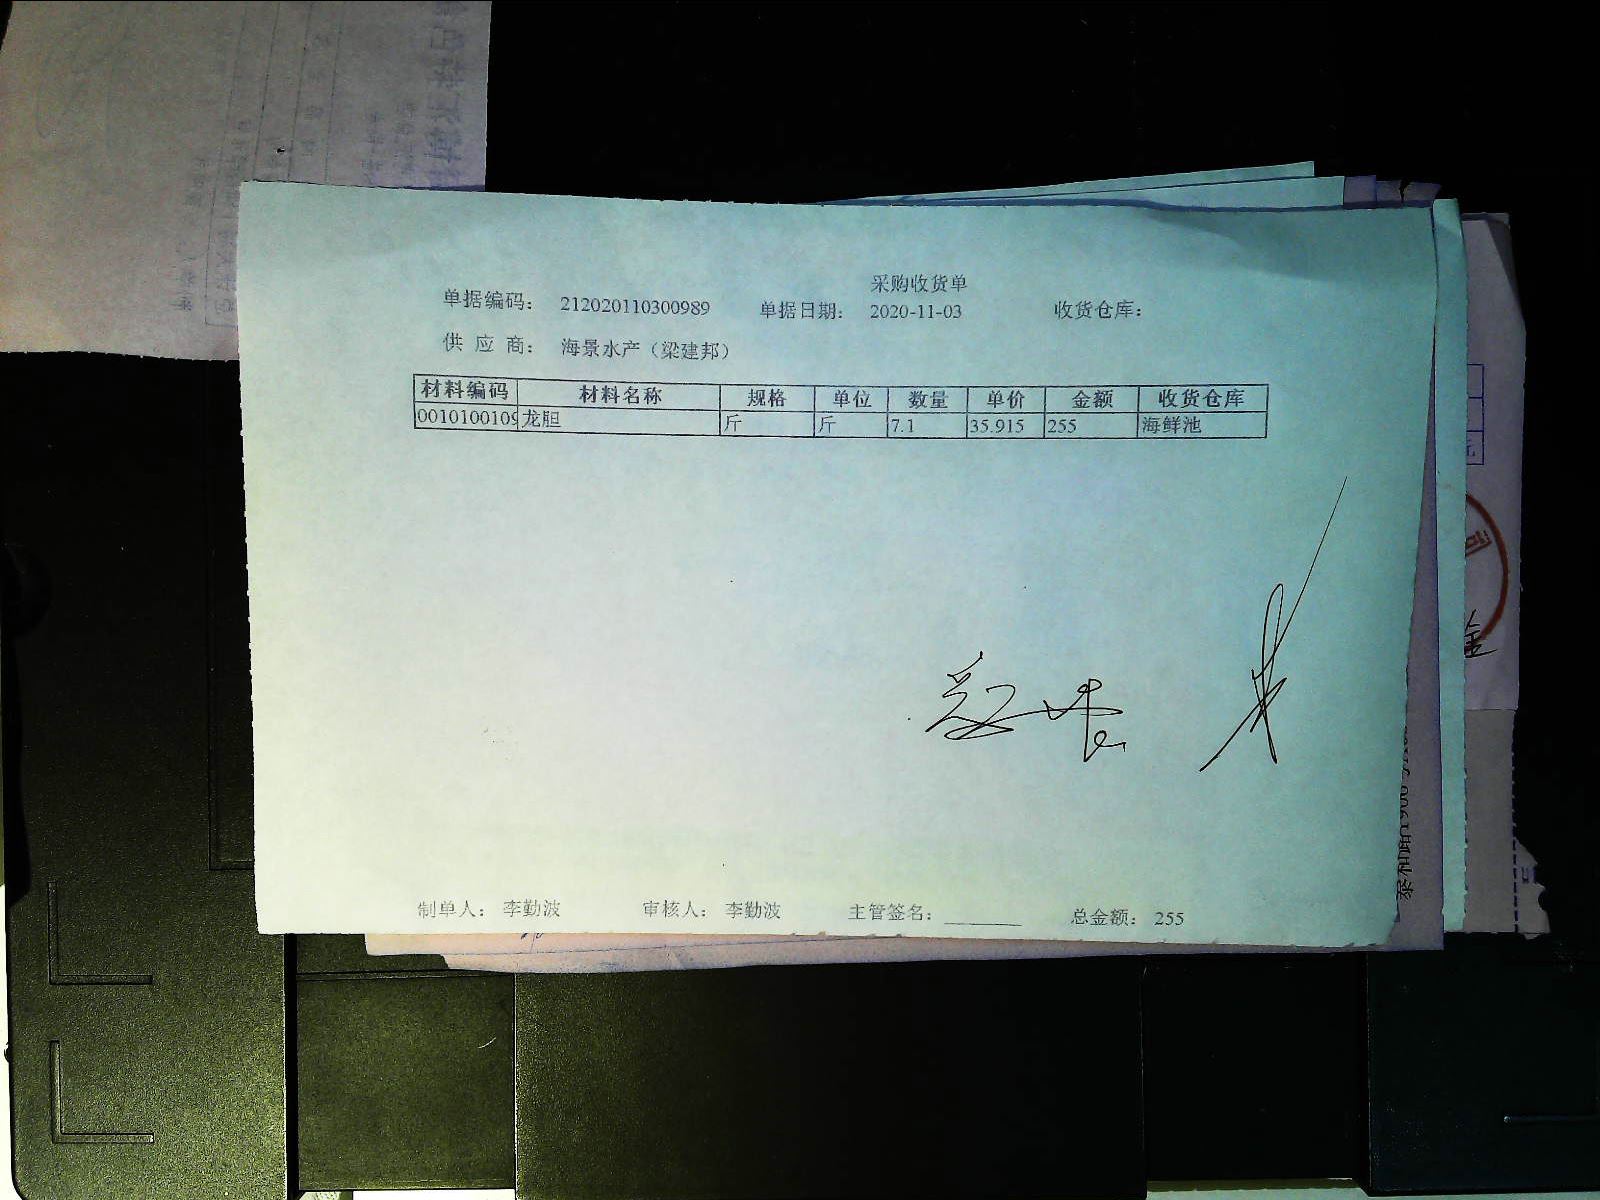 采购收货单
单据编码： 212020110300989 单据日期： 2020-11-03 收货仓库：
供 应 商： 海景水产（梁建邦）
材料编码 材料名称 规格 单位 数量 单价 金额 收货仓库
0010100109 龙胆 斤 斤 7.1 35.915 255 海鲜池
元
司
金
制单人： 李勤波 审核人： 李勤波 主管签名： 总金额： 255